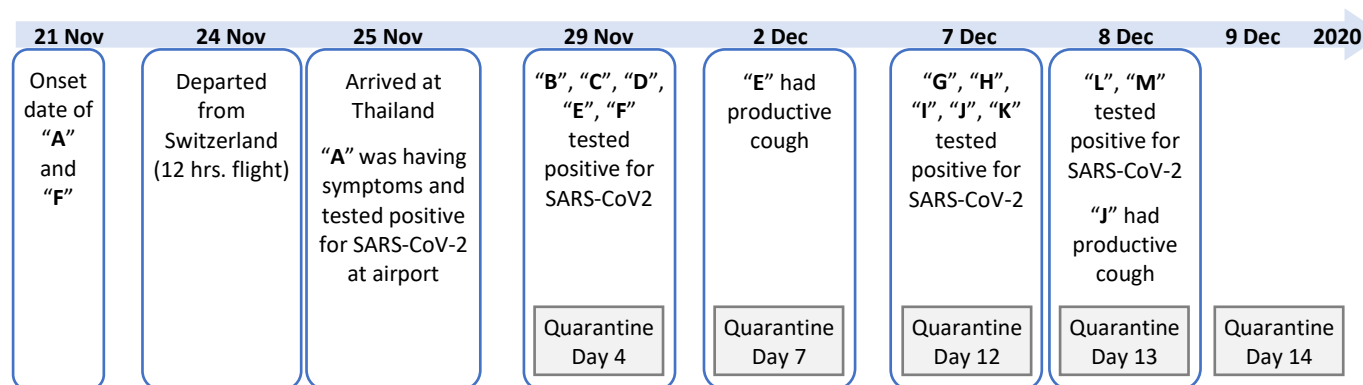 21 Nov
24 Nov
25 Nov
29 Nov
2 Dec
7 Dec
8 Dec
9 Dec
2020
Onset
date of
“A”
and
“F”
Departed
from
Switzerland
(12 hrs. flight)
Arrived at
Thailand
“A” was having
symptoms and
tested positive
for SARS-CoV-2
at airport
“B”, “C”, “D”,
“E”, “F”
tested
positive for
SARS-CoV2
Quarantine
Day 4
“E” had
productive
cough
Quarantine
Day 7
“G”, “H”,
“I”, “J”, “K”
tested
positive for
SARS-CoV-2
Quarantine
Day 12
“L”, “M”
tested
positive for
SARS-CoV-2
“J” had
productive
cough
Quarantine
Day 13
Quarantine
Day 14